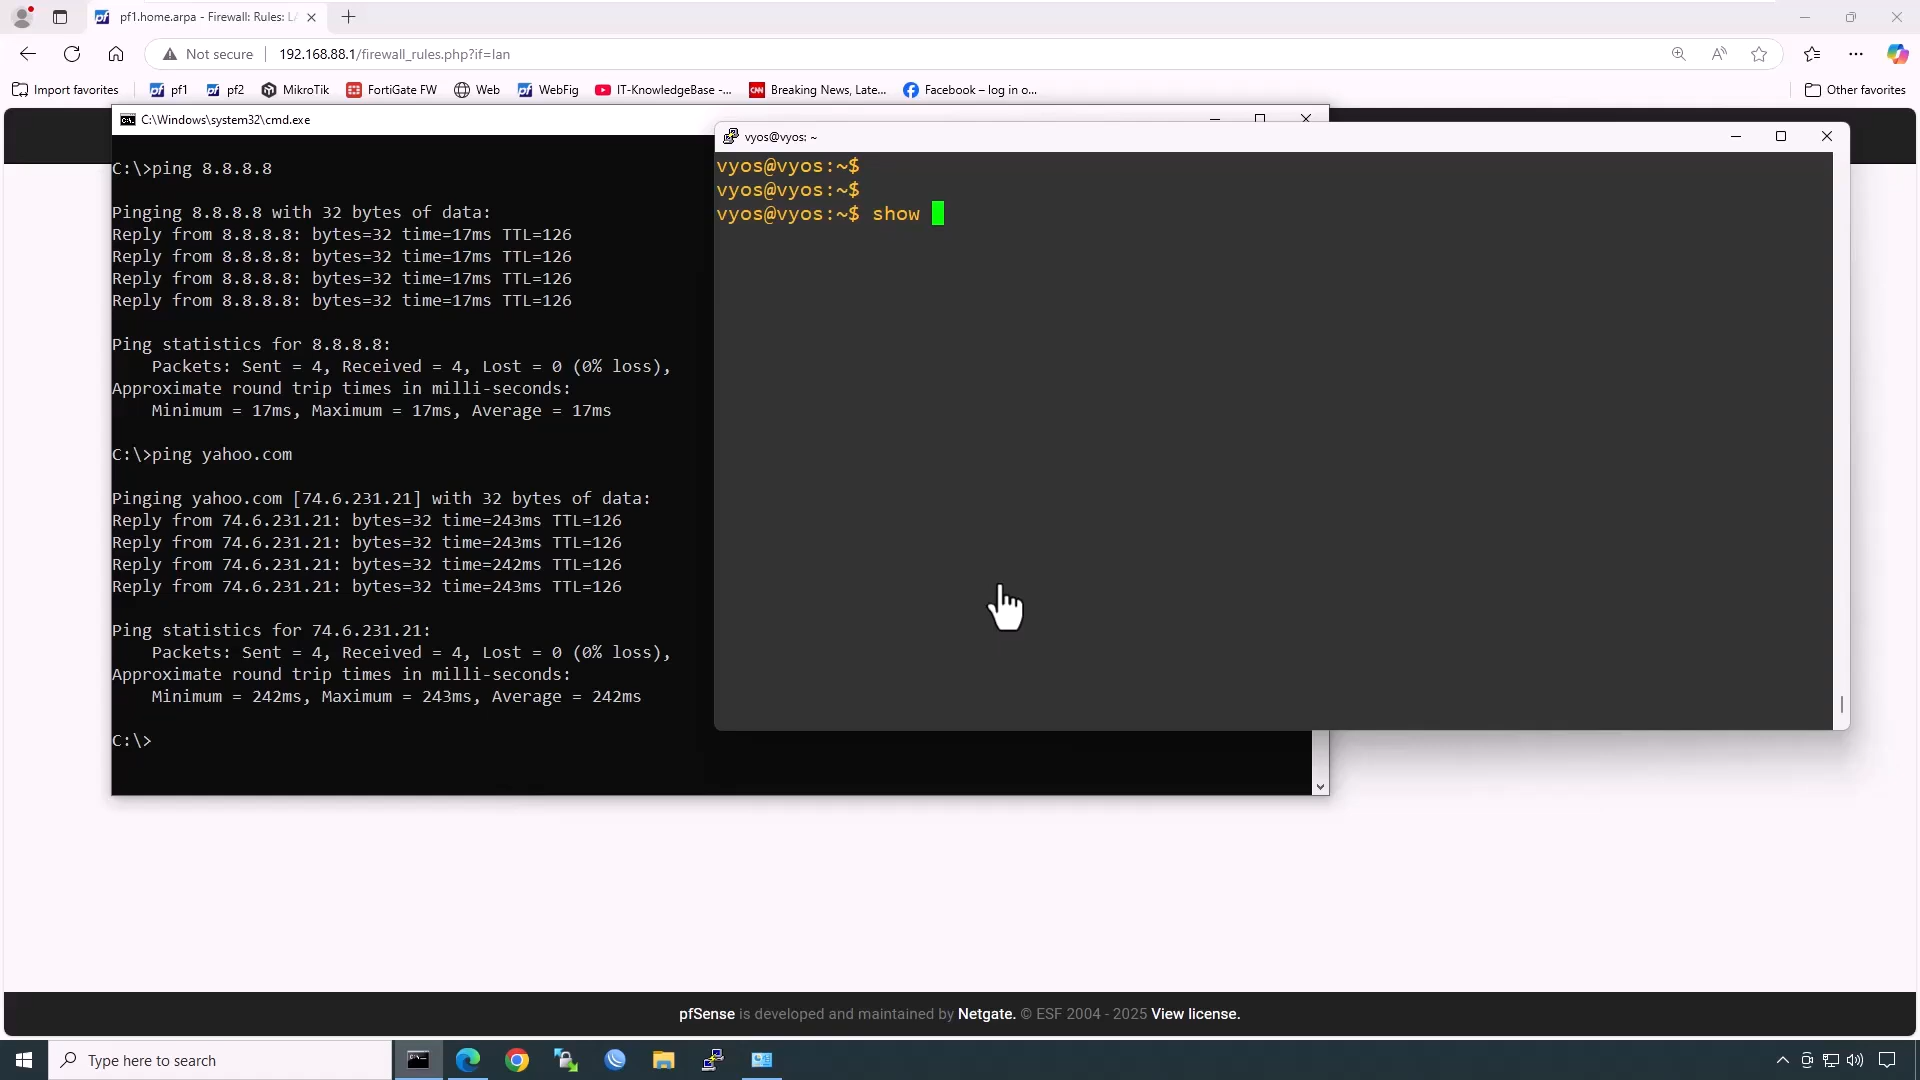 pf1.home.arpa - Firewall: Rules: L
Not secure
192.168.88.1/firewall_rules.php?if=lan
Import favorites
pf1
pf2
MikroTik
FortiGate FW
Web
WebFig
IT-KnowledgeBase -...
CNN
Breaking News, Late...
Facebook – log in o...
Other favorites
C:\Windows\system32\cmd.exe
C:\>ping 8.8.8.8
Pinging 8.8.8.8 with 32 bytes of data:
Reply from 8.8.8.8: bytes=32 time=17ms TTL=126
Reply from 8.8.8.8: bytes=32 time=17ms TTL=126
Reply from 8.8.8.8: bytes=32 time=17ms TTL=126
Reply from 8.8.8.8: bytes=32 time=17ms TTL=126
Ping statistics for 8.8.8.8:
Packets: Sent = 4, Received = 4, Lost = 0 (0% loss),
Approximate round trip times in milli-seconds:
Minimum = 17ms, Maximum = 17ms, Average = 17ms
C:\>ping yahoo.com
Pinging yahoo.com [74.6.231.21] with 32 bytes of data:
Reply from 74.6.231.21: bytes=32 time=243ms TTL=126
Reply from 74.6.231.21: bytes=32 time=243ms TTL=126
Reply from 74.6.231.21: bytes=32 time=242ms TTL=126
Reply from 74.6.231.21: bytes=32 time=243ms TTL=126
Ping statistics for 74.6.231.21:
Packets: Sent = 4, Received = 4, Lost = 0 (0% loss),
Approximate round trip times in milli-seconds:
Minimum = 242ms, Maximum = 243ms, Average = 242ms
C:\>
vyos@vyos: ~
vyos@vyos:~$
vyos@vyos:~$
vyos@vyos:~$ show
pfSense is developed and maintained by Netgate. © ESF 2004 - 2025 View license.
Type here to search